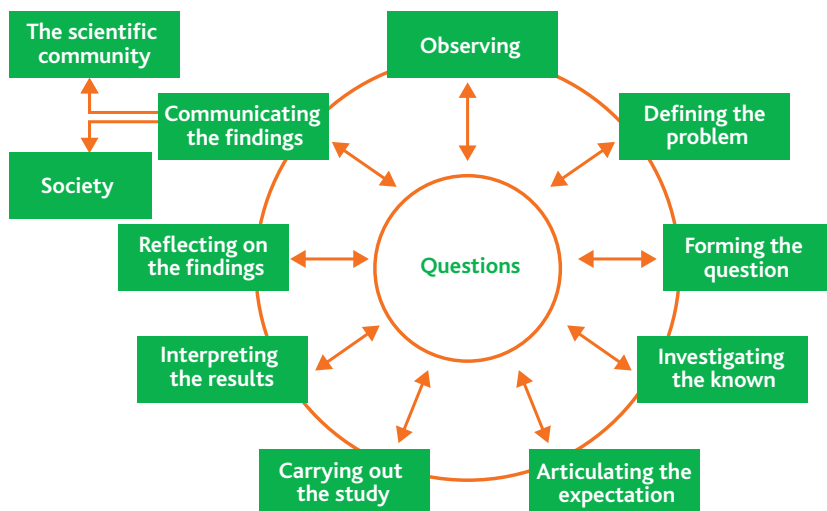 The scientific
community
Observing
Communicating
the findings
Defining the
problem
Society
Reflecting on
the findings
Questions
Forming the
question
Interpreting
the results
Investigating
the known
Carrying out
the study
Articulating the
expectation